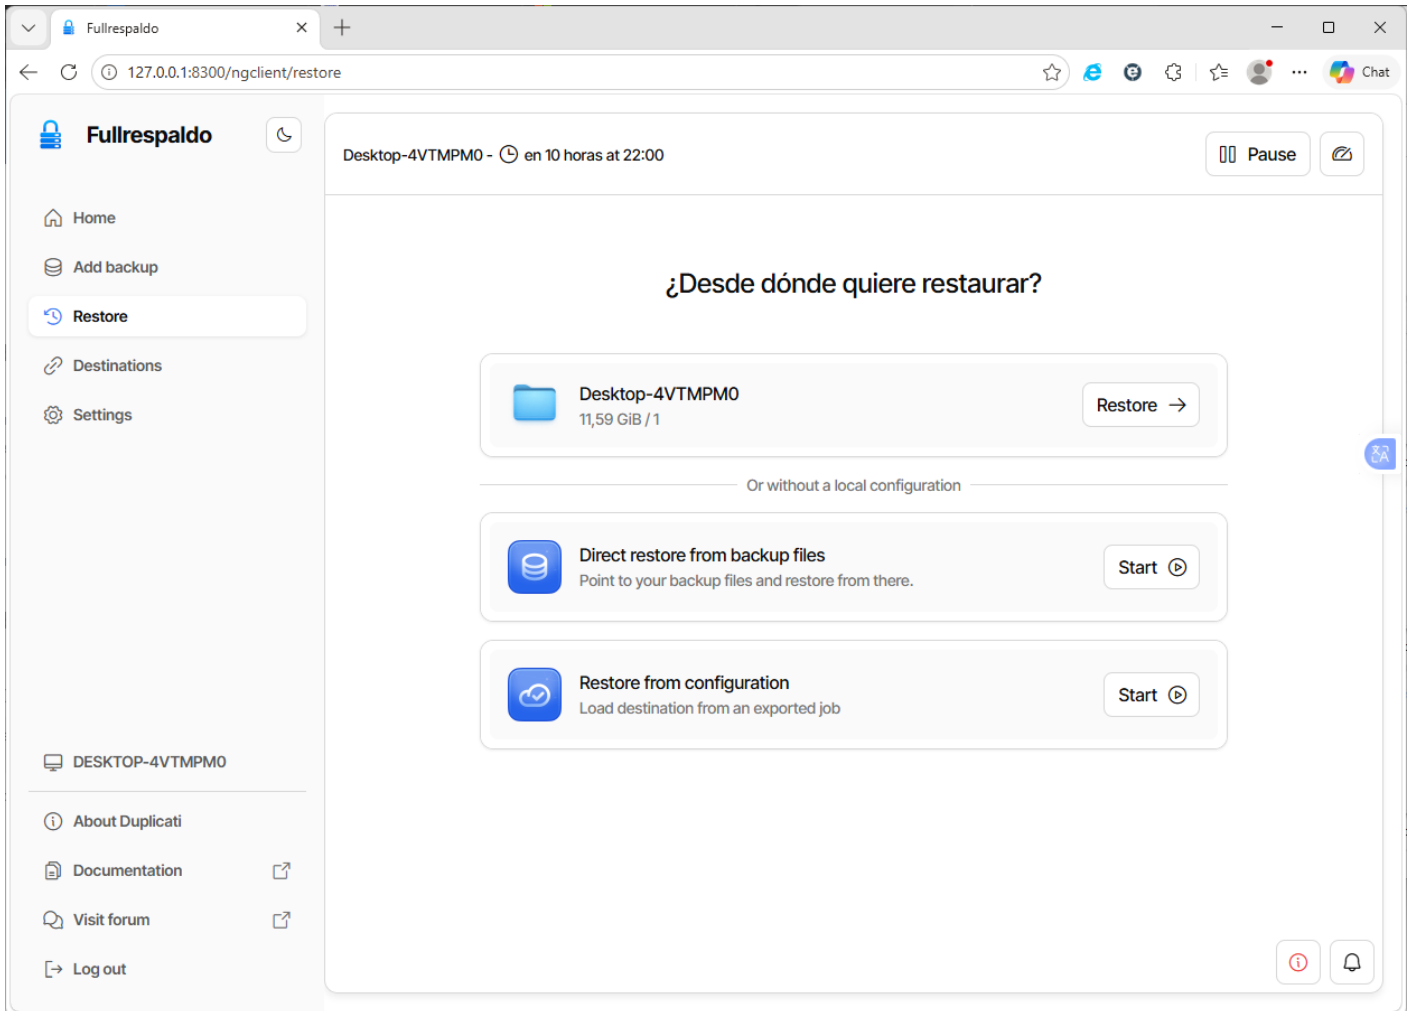 Fullrespaldo
127.0.0.1:8300/ngclient/restore
Chat
Fullrespaldo
Home
Add backup
Restore
Destinations
Settings
DESKTOP-4VTMPM0
About Duplicati
Documentation
Visit forum
Log out
Desktop-4VTMPM0 - en 10 horas at 22:00
Pause
¿Desde dónde quiere restaurar?
Desktop-4VTMPM0
11,59 GiB / 1
Restore
Or without a local configuration
Direct restore from backup files
Point to your backup files and restore from there.
Start
Restore from configuration
Load destination from an exported job
Start